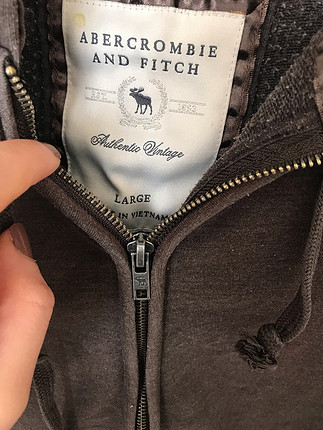 ABERCROMBIE
AND FITCH
Authentic Vintage
LARGE
IN VIETNAM